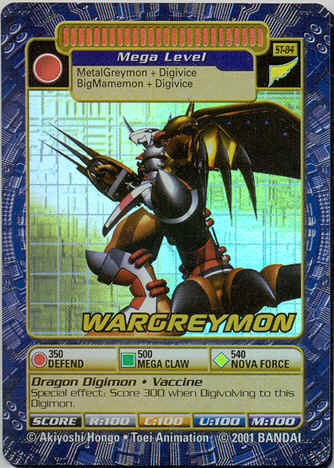 ST-04
Mega Level
MetalGreymon + Digivice
BigMamemon + Digivice
WARGREYMON
350
DEFEND
500
MEGA CLAW
540
NOVA FORCE
Dragon Digimon • Vaccine
Special effect: Score 300 when Digivolving to this
Digimon.
SCORE R:100 C:100 U:100 M:100
©Akiyoshi Hongo • Toei Animation ©2001 BANDAI